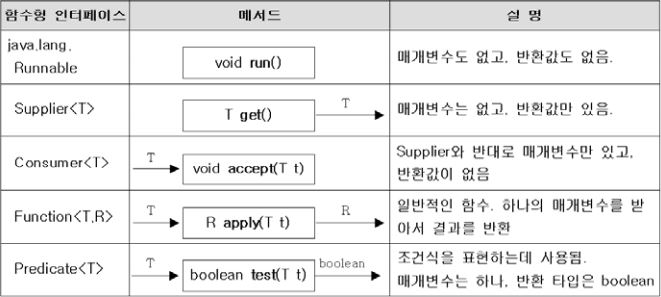 함수형 인터페이스 메서드 설 명
java.lang.
Runnable
void run()
매개변수도 없고, 반환값도 없음.
Supplier<T>
T get()
T
매개변수는 없고, 반환값만 있음.
Consumer<T>
T
void accept(T t)
Supplier와 반대로 매개변수만 있고,
반환값이 없음
Function<T,R>
T
R apply(T t)
R
일반적인 함수. 하나의 매개변수를 받
아서 결과를 반환
Predicate<T>
T
boolean test(T t)
boolean
조건식을 표현하는데 사용됨.
매개변수는 하나, 반환 타입은 boolean